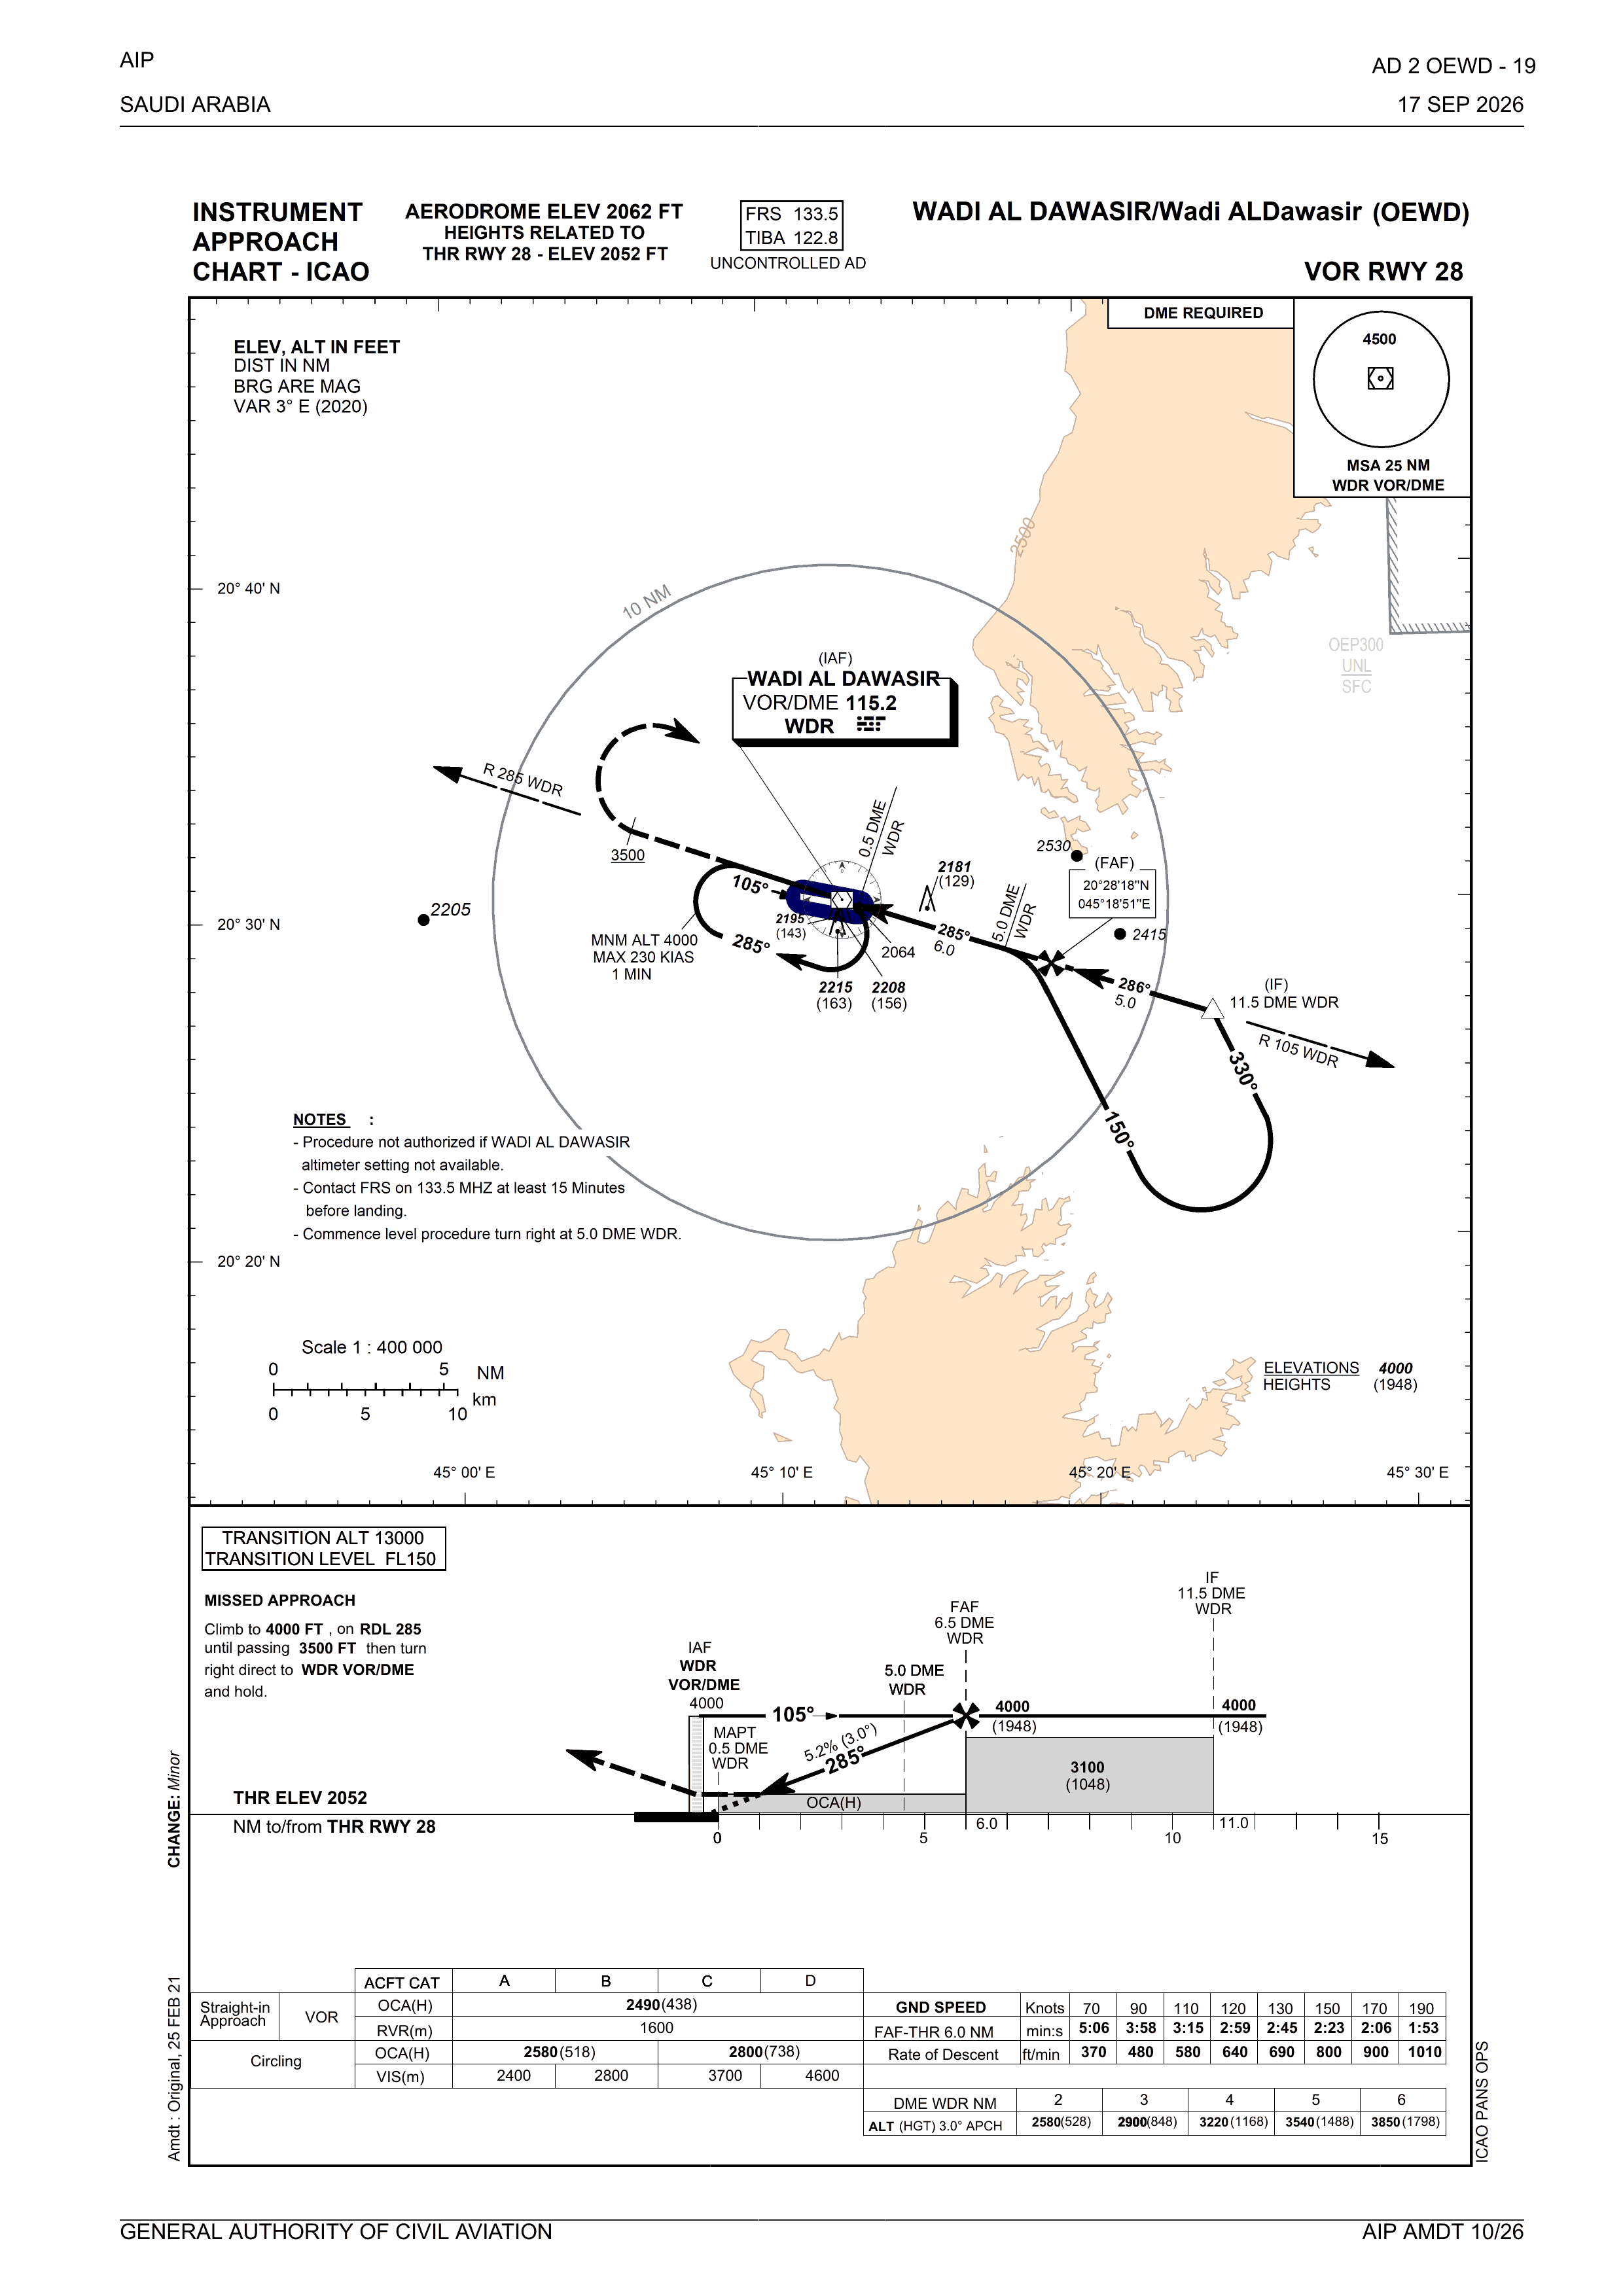 AIP
AD 2 OEWD - 19
SAUDI ARABIA
17 SEP 2026
INSTRUMENT
APPROACH
CHART - ICAO
AERODROME ELEV 2062 FT
HEIGHTS RELATED TO
THR RWY 28 - ELEV 2052 FT
FRS 133.5
TIBA 122.8
UNCONTROLLED AD
WADI AL DAWASIR/Wadi ALDawasir (OEWD)
VOR RWY 28
DME REQUIRED
4500
MSA 25 NM
WDR VOR/DME
ELEV, ALT IN FEET
DIST IN NM
BRG ARE MAG
VAR 3° E (2020)
2500
20° 40' N
10 NM
OEP300
UNL
SFC
(IAF)
WADI AL DAWASIR
VOR/DME 115.2
WDR
R 285 WDR
3500
0.5 DME
WDR
2181
(129)
2530
(FAF)
20°28'18"N
045°18'51"E
105°
2205
20° 30' N
2195
(143)
5.0 DME
WDR
2415
285°
6.0
MNM ALT 4000
MAX 230 KIAS
1 MIN
285°
2064
2215
(163)
2208
(156)
286°
5.0
(IF)
11.5 DME WDR
R 105 WDR
330°
150°
NOTES :
- Procedure not authorized if WADI AL DAWASIR
altimeter setting not available.
- Contact FRS on 133.5 MHZ at least 15 Minutes
before landing.
- Commence level procedure turn right at 5.0 DME WDR.
20° 20' N
Scale 1 : 400 000
0 5 NM
km
0 5 10
ELEVATIONS 4000
HEIGHTS (1948)
45° 00' E
45° 10' E
45° 20' E
45° 30' E
TRANSITION ALT 13000
TRANSITION LEVEL FL150
MISSED APPROACH
Climb to 4000 FT , on RDL 285
until passing 3500 FT then turn
right direct to WDR VOR/DME
and hold.
IF
11.5 DME
WDR
FAF
6.5 DME
WDR
IAF
WDR
VOR/DME
4000
5.0 DME
WDR
105°
4000
(1948)
4000
(1948)
MAPT
0.5 DME
WDR
5.2% (3.0°)
285°
3100
(1048)
OCA(H)
THR ELEV 2052
NM to/from THR RWY 28
6.0
11.0
0 5 10 15
CHANGE: Minor
Amdt : Original, 25 FEB 21
ICAO PANS OPS
ACFT CAT A B C D
Straight-in
Approach
VOR
OCA(H) 2490(438)
RVR(m) 1600
Circling
OCA(H) 2580(518) 2800(738)
VIS(m) 2400 2800 3700 4600
GND SPEED Knots 70 90 110 120 130 150 170 190
FAF-THR 6.0 NM min:s 5:06 3:58 3:15 2:59 2:45 2:23 2:06 1:53
Rate of Descent ft/min 370 480 580 640 690 800 900 1010
DME WDR NM 2 3 4 5 6
ALT (HGT) 3.0° APCH 2580(528) 2900(848) 3220(1168) 3540(1488) 3850(1798)
GENERAL AUTHORITY OF CIVIL AVIATION
AIP AMDT 10/26